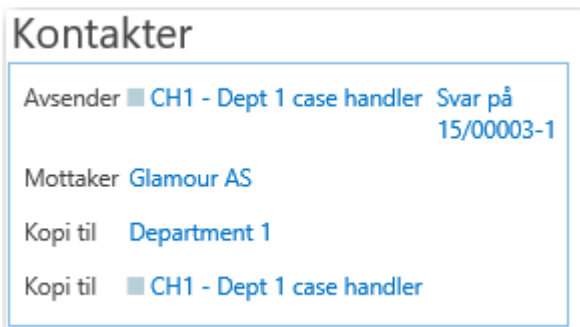 Kontakter
Avsender CH1 - Dept 1 case handler Svar på
15/00003-1
Mottaker Glamour AS
Kopi til Department 1
Kopi til CH1 - Dept 1 case handler